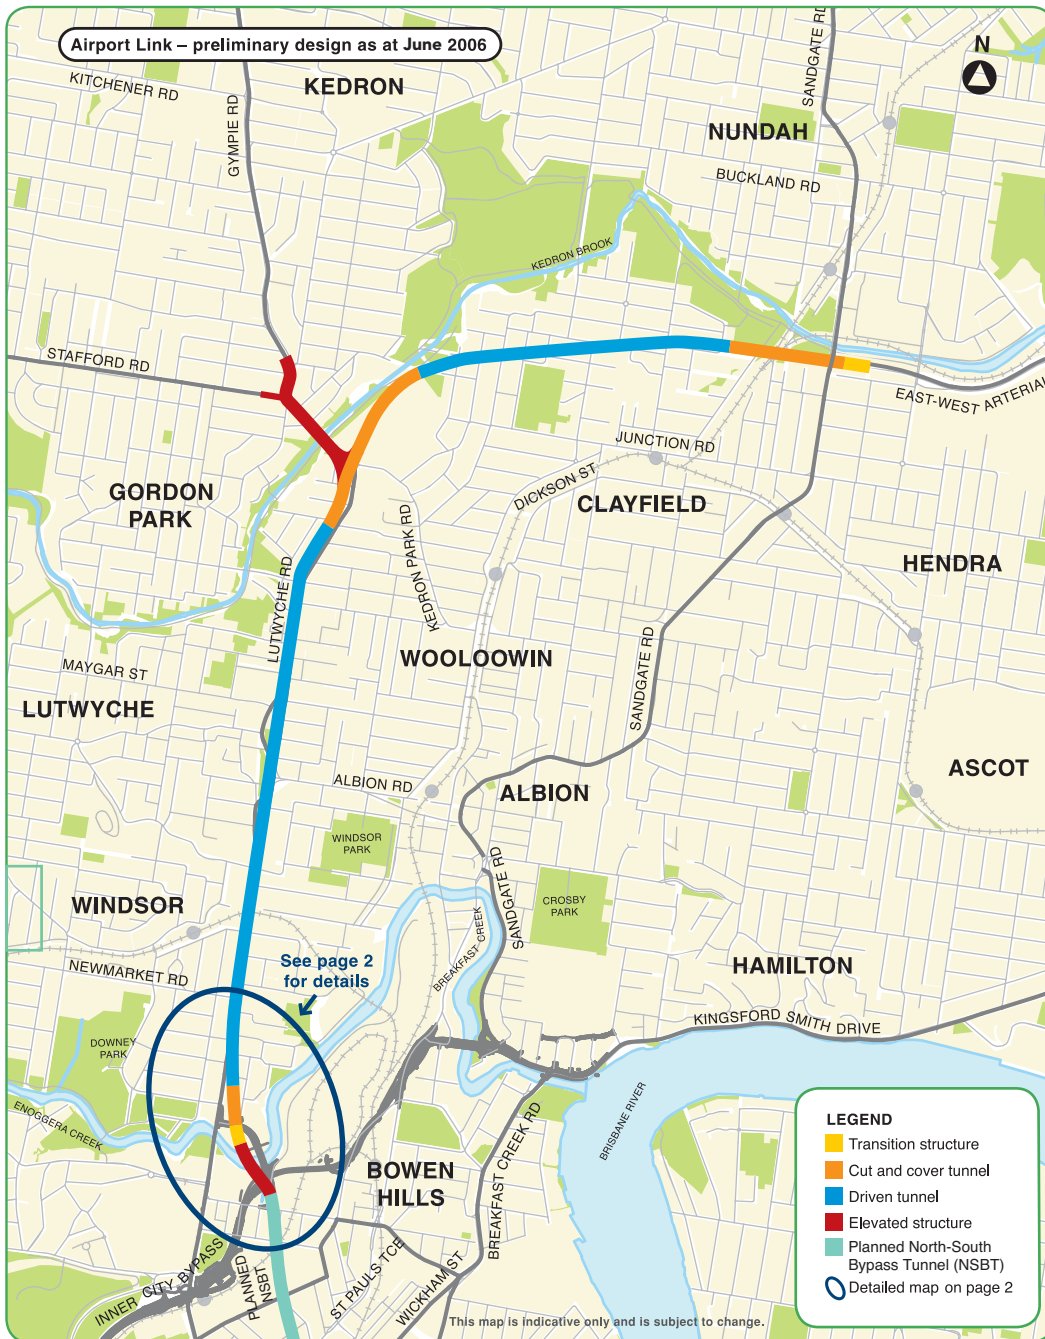 Airport Link – preliminary design as at June 2006
N
KITCHENER RD
KEDRON
GYMPIE RD
SANDGATE RD
NUNDAH
BUCKLAND RD
KEDRON BROOK
STAFFORD RD
EAST-WEST ARTERIAL
JUNCTION RD
DICKSON ST
CLAYFIELD
GORDON
PARK
KEDRON PARK RD
HENDRA
LUTWYCHE RD
WOOLOOWIN
MAYGAR ST
SANDGATE RD
LUTWYCHE
ASCOT
ALBION RD
ALBION
WINDSOR
PARK
SANDGATE RD
CROSBY
PARK
WINDSOR
BREAKFAST CREEK
NEWMARKET RD
See page 2
for details
HAMILTON
KINGSFORD SMITH DRIVE
DOWNEY
PARK
ENOGGERA CREEK
BRISBANE RIVER
BREAKFAST CREEK RD
BOWEN
HILLS
INNER CITY BYPASS
PLANNED
NSBT
ST PAULS TCE
WICKHAM ST
LEGEND
Transition structure
Cut and cover tunnel
Driven tunnel
Elevated structure
Planned North-South
Bypass Tunnel (NSBT)
Detailed map on page 2
This map is indicative only and is subject to change.